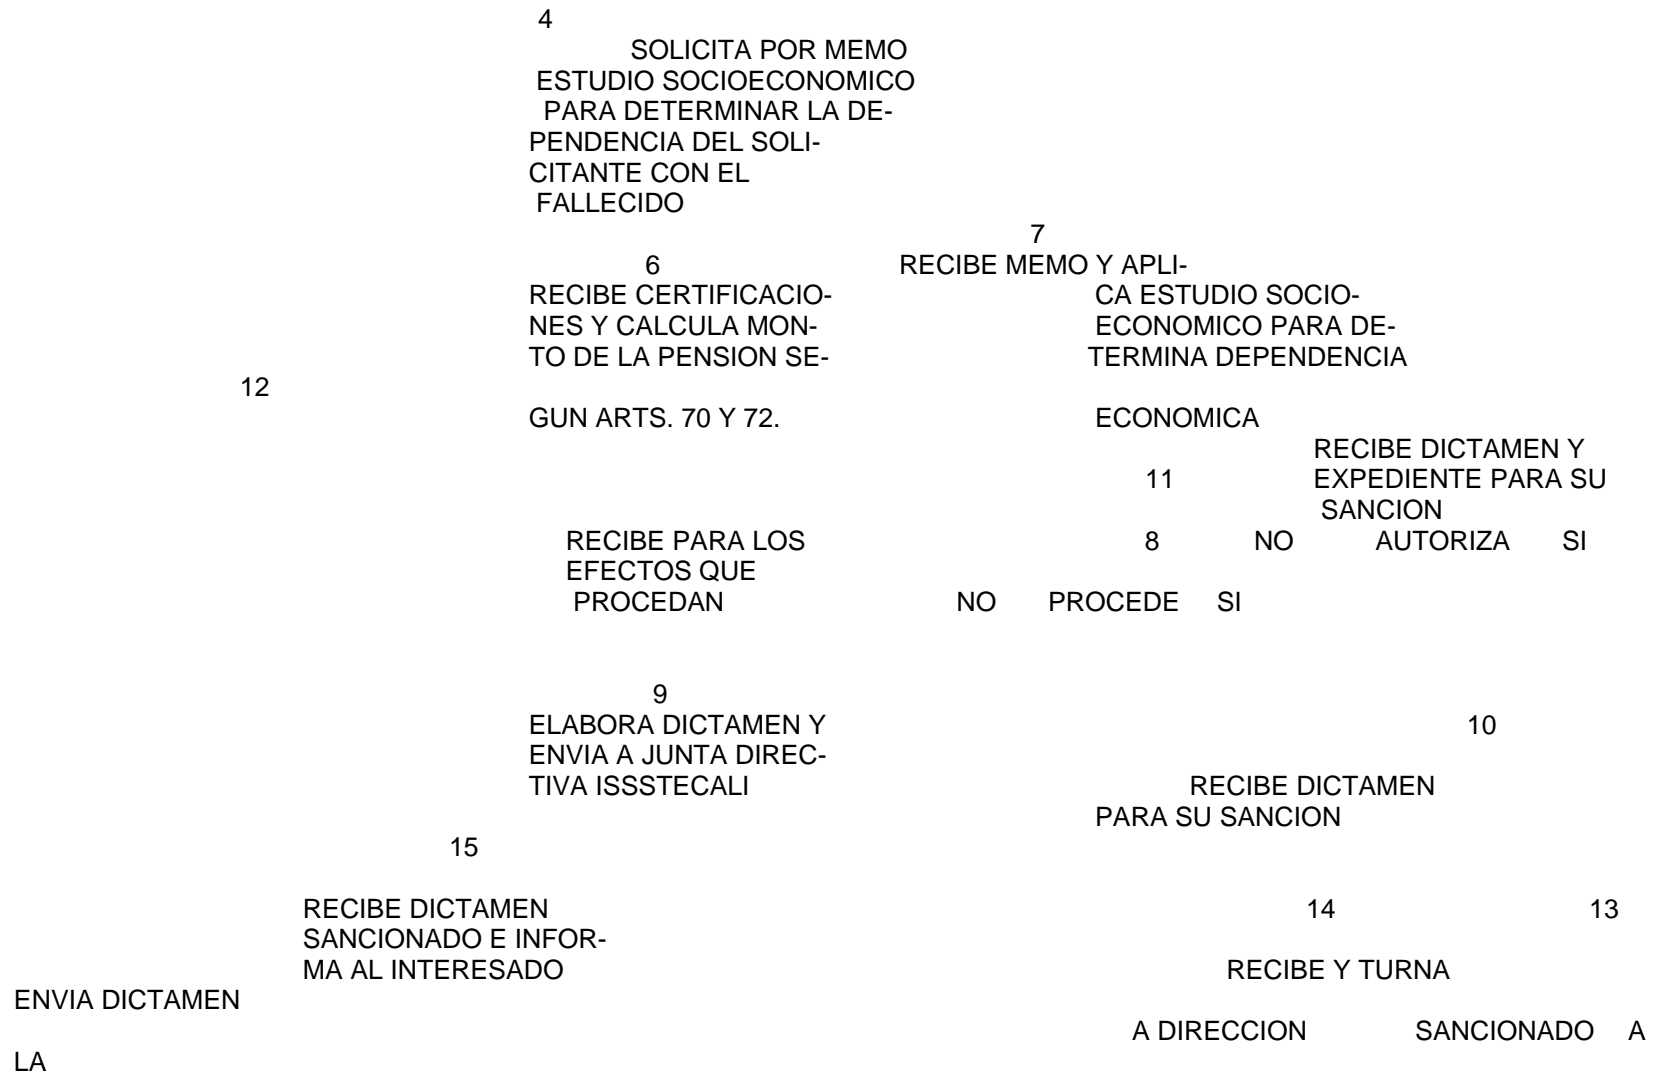 4
SOLICITA POR MEMO
ESTUDIO SOCIOECONOMICO
PARA DETERMINAR LA DE-
PENDENCIA DEL SOLI-
CITANTE CON EL
FALLECIDO
7
6 RECIBE MEMO Y APLI-
RECIBE CERTIFICACIO- CA ESTUDIO SOCIO-
NES Y CALCULA MON- ECONOMICO PARA DE-
TO DE LA PENSION SE- TERMINA DEPENDENCIA
12
GUN ARTS. 70 Y 72. ECONOMICA
RECIBE DICTAMEN Y
11 EXPEDIENTE PARA SU
SANCION
RECIBE PARA LOS 8 NO AUTORIZA SI
EFECTOS QUE
PROCEDAN NO PROCEDE SI
9
ELABORA DICTAMEN Y 10
ENVIA A JUNTA DIREC-
TIVA ISSSTECALI RECIBE DICTAMEN
PARA SU SANCION
15
RECIBE DICTAMEN 14 13
SANCIONADO E INFOR-
MA AL INTERESADO RECIBE Y TURNA
ENVIA DICTAMEN
A DIRECCION SANCIONADO A
LA